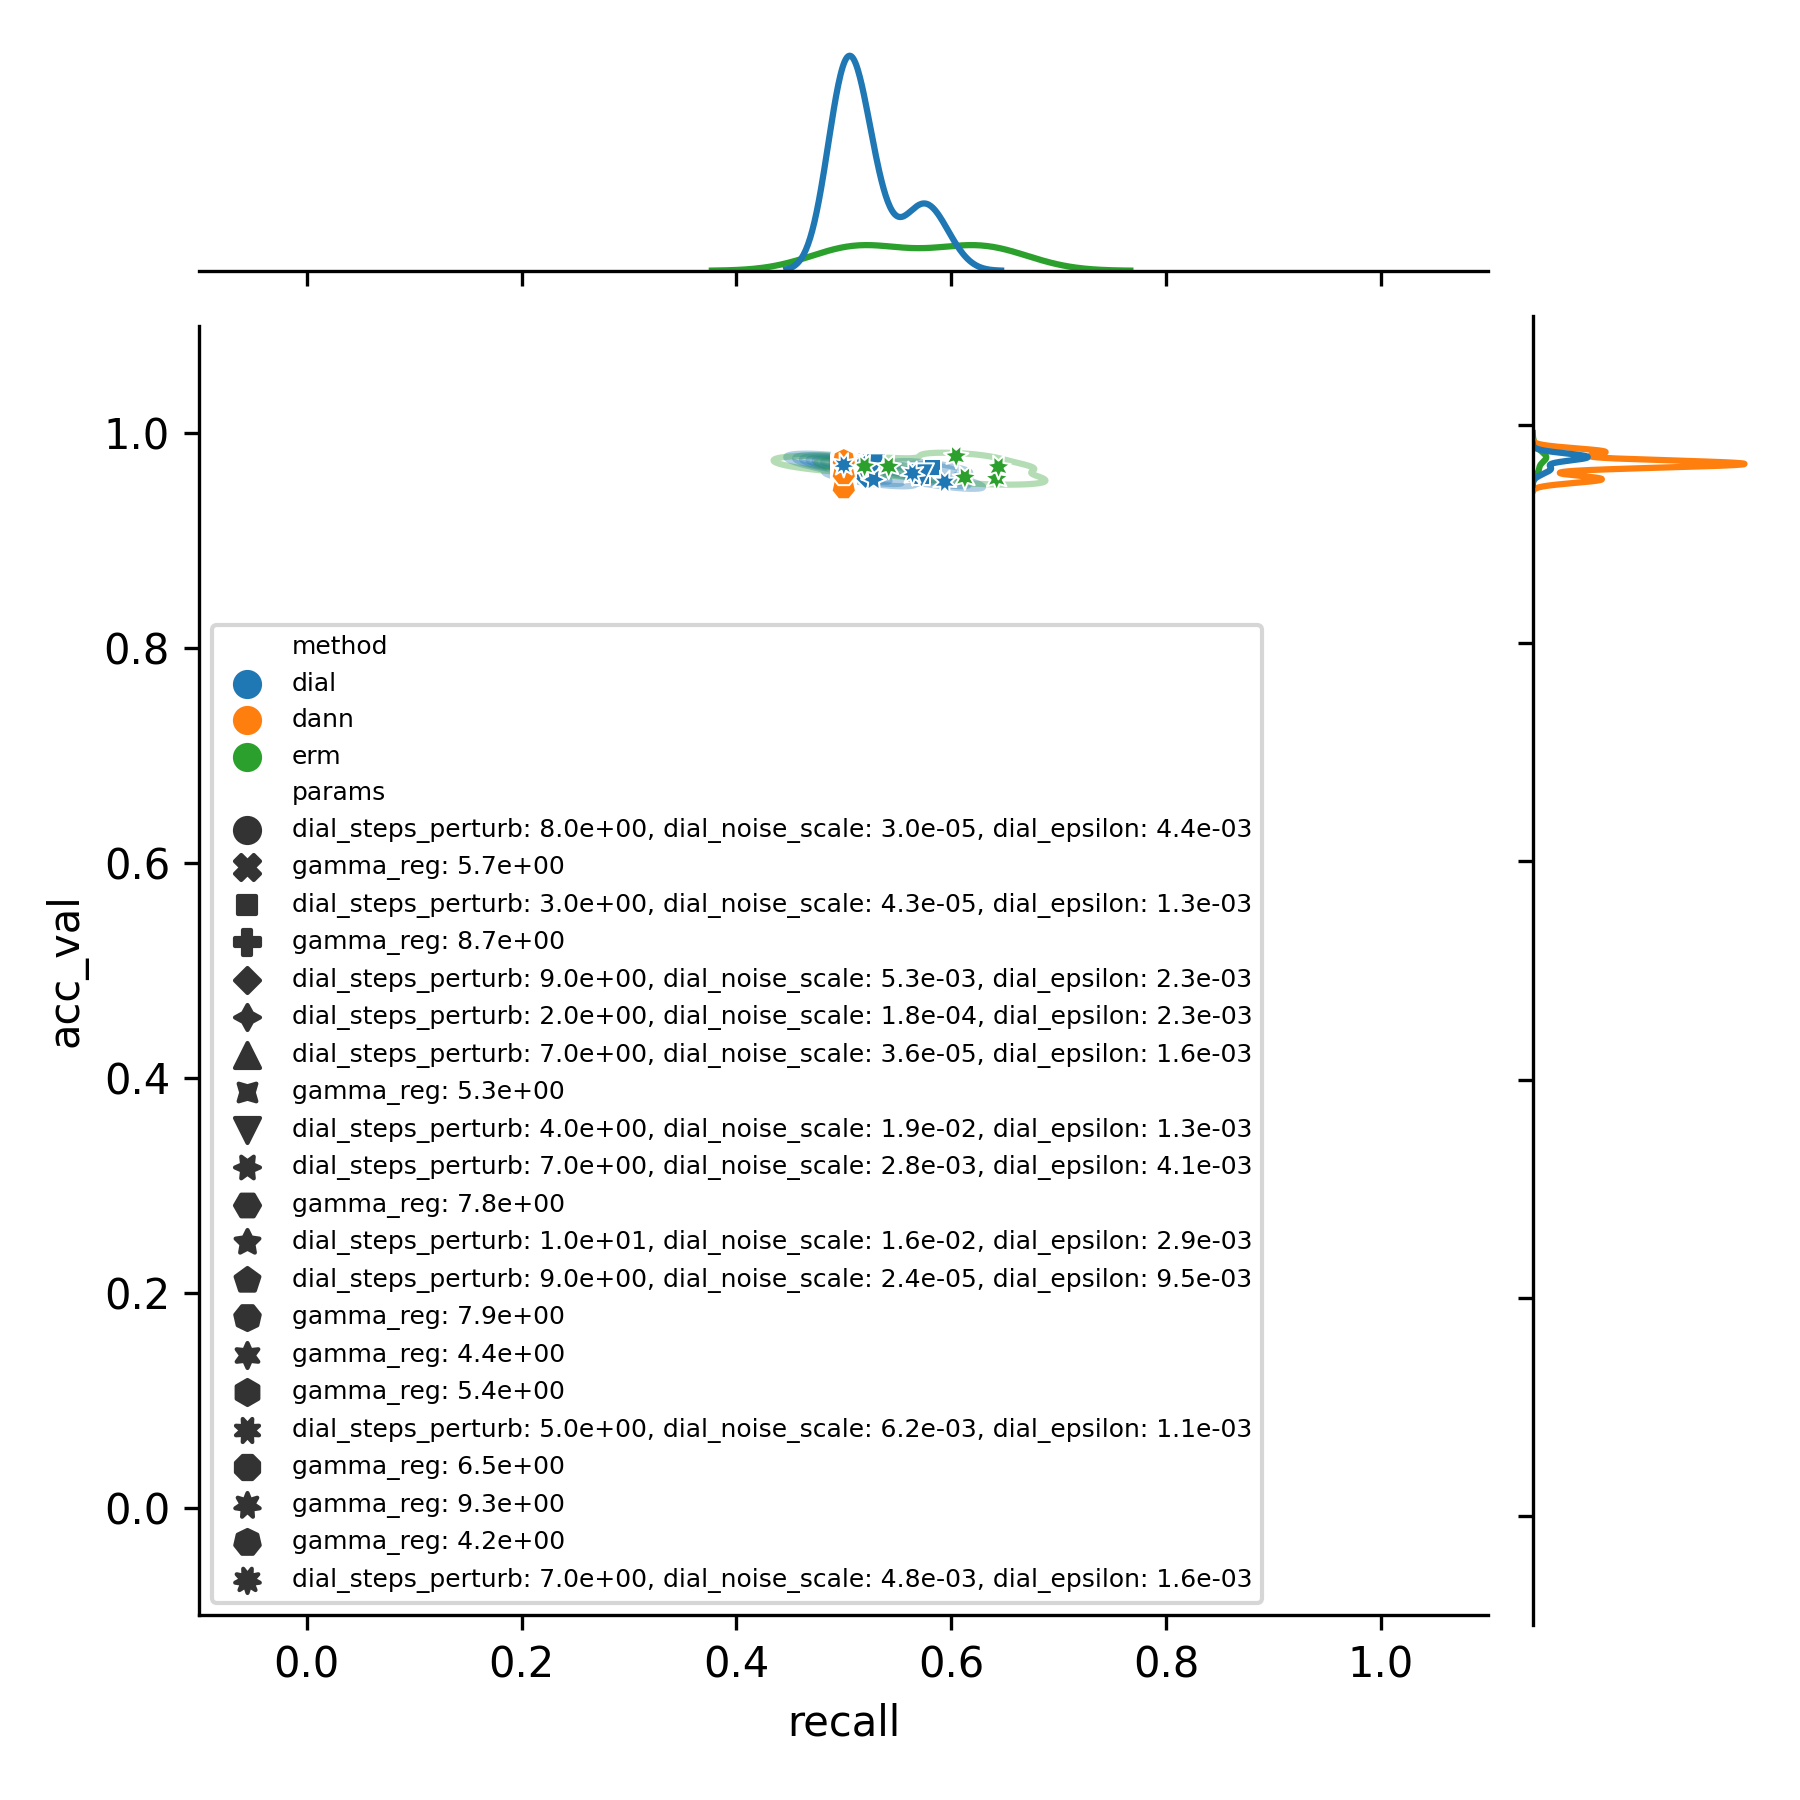 1.0
0.8
0.6
0.4
0.2
0.0
acc_val
method
dial
dann
erm
params
dial_steps_perturb: 8.0e+00, dial_noise_scale: 3.0e-05, dial_epsilon: 4.4e-03
gamma_reg: 5.7e+00
dial_steps_perturb: 3.0e+00, dial_noise_scale: 4.3e-05, dial_epsilon: 1.3e-03
gamma_reg: 8.7e+00
dial_steps_perturb: 9.0e+00, dial_noise_scale: 5.3e-03, dial_epsilon: 2.3e-03
dial_steps_perturb: 2.0e+00, dial_noise_scale: 1.8e-04, dial_epsilon: 2.3e-03
dial_steps_perturb: 7.0e+00, dial_noise_scale: 3.6e-05, dial_epsilon: 1.6e-03
gamma_reg: 5.3e+00
dial_steps_perturb: 4.0e+00, dial_noise_scale: 1.9e-02, dial_epsilon: 1.3e-03
dial_steps_perturb: 7.0e+00, dial_noise_scale: 2.8e-03, dial_epsilon: 4.1e-03
gamma_reg: 7.8e+00
dial_steps_perturb: 1.0e+01, dial_noise_scale: 1.6e-02, dial_epsilon: 2.9e-03
dial_steps_perturb: 9.0e+00, dial_noise_scale: 2.4e-05, dial_epsilon: 9.5e-03
gamma_reg: 7.9e+00
gamma_reg: 4.4e+00
gamma_reg: 5.4e+00
dial_steps_perturb: 5.0e+00, dial_noise_scale: 6.2e-03, dial_epsilon: 1.1e-03
gamma_reg: 6.5e+00
gamma_reg: 9.3e+00
gamma_reg: 4.2e+00
dial_steps_perturb: 7.0e+00, dial_noise_scale: 4.8e-03, dial_epsilon: 1.6e-03
0.0 0.2 0.4 0.6 0.8 1.0
recall